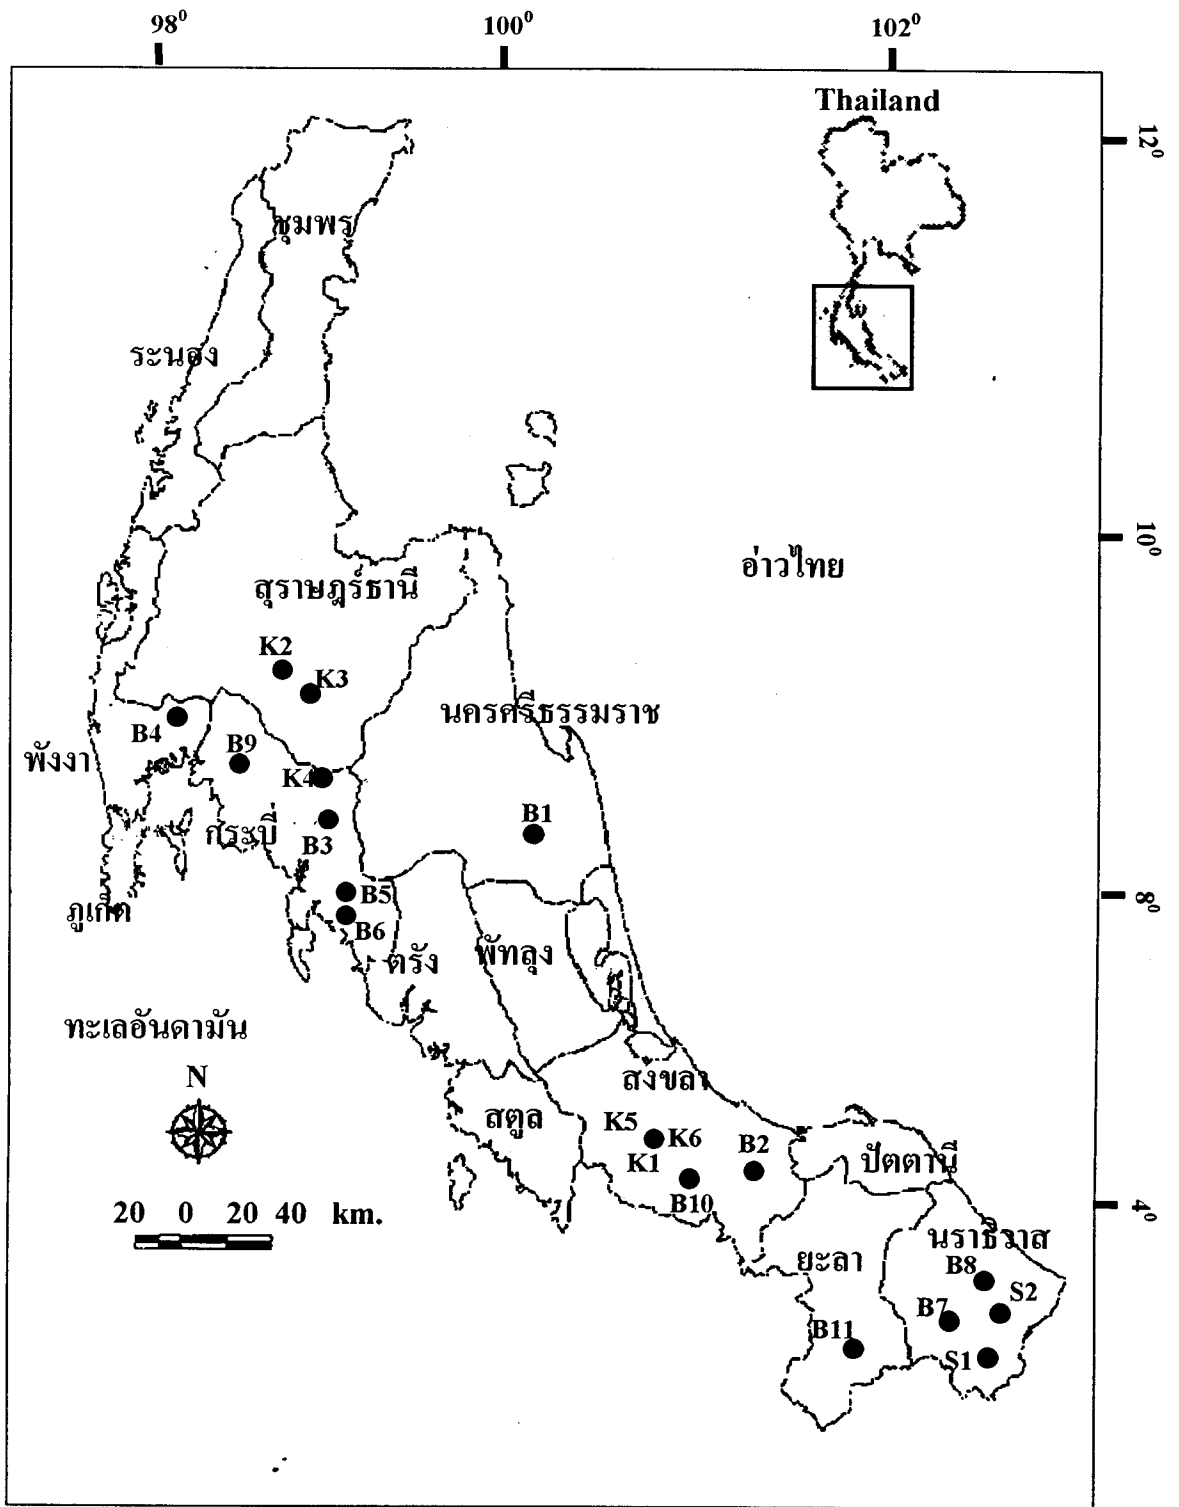 98⁰ 100⁰ 102⁰
Thailand
12⁰
ชุมพร
ระนอง
10⁰
อ่าวไทย
สุราษฎร์ธานี
K2
K3
นครศรีธรรมราช
B4
B9
พังงา
K4
B1
กระบี่
B3
B5
8⁰
ภูเก็ต
B6
พัทลุง
ตรัง
ทะเลอันดามัน
N
สงขลา
สตูล
K5 K6
B2
K1
ปัตตานี
B10
4⁰
20 0 20 40 km.
นราธิวาส
ยะลา
B8
S2
B7
B11
S1